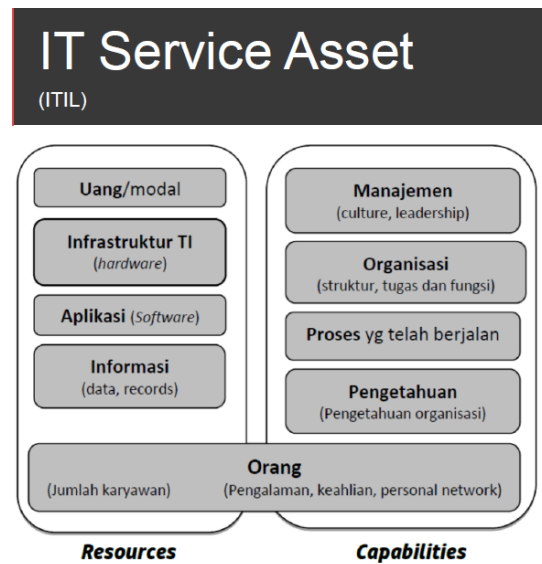 IT Service Asset
(ITIL)
Uang/modal
Infrastruktur TI
(hardware)
Aplikasi (Software)
Informasi
(data, records)
Manajemen
(culture, leadership)
Organisasi
(struktur, tugas dan fungsi)
Proses yg telah berjalan
Pengetahuan
(Pengetahuan organisasi)
Orang
(Jumlah karyawan) (Pengalaman, keahlian, personal network)
Resources
Capabilities